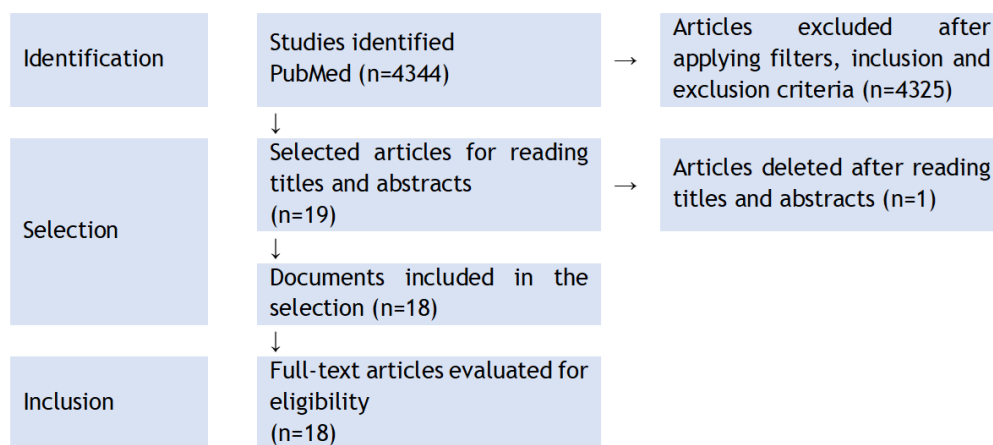 Identification
Studies identified
PubMed (n=4344)
→
Articles excluded after
applying filters, inclusion and
exclusion criteria (n=4325)
↓
Selection
Selected articles for reading
titles and abstracts
(n=19)
→
Articles deleted after reading
titles and abstracts (n=1)
↓
Documents included in the
selection (n=18)
↓
Inclusion
Full-text articles evaluated for
eligibility
(n=18)